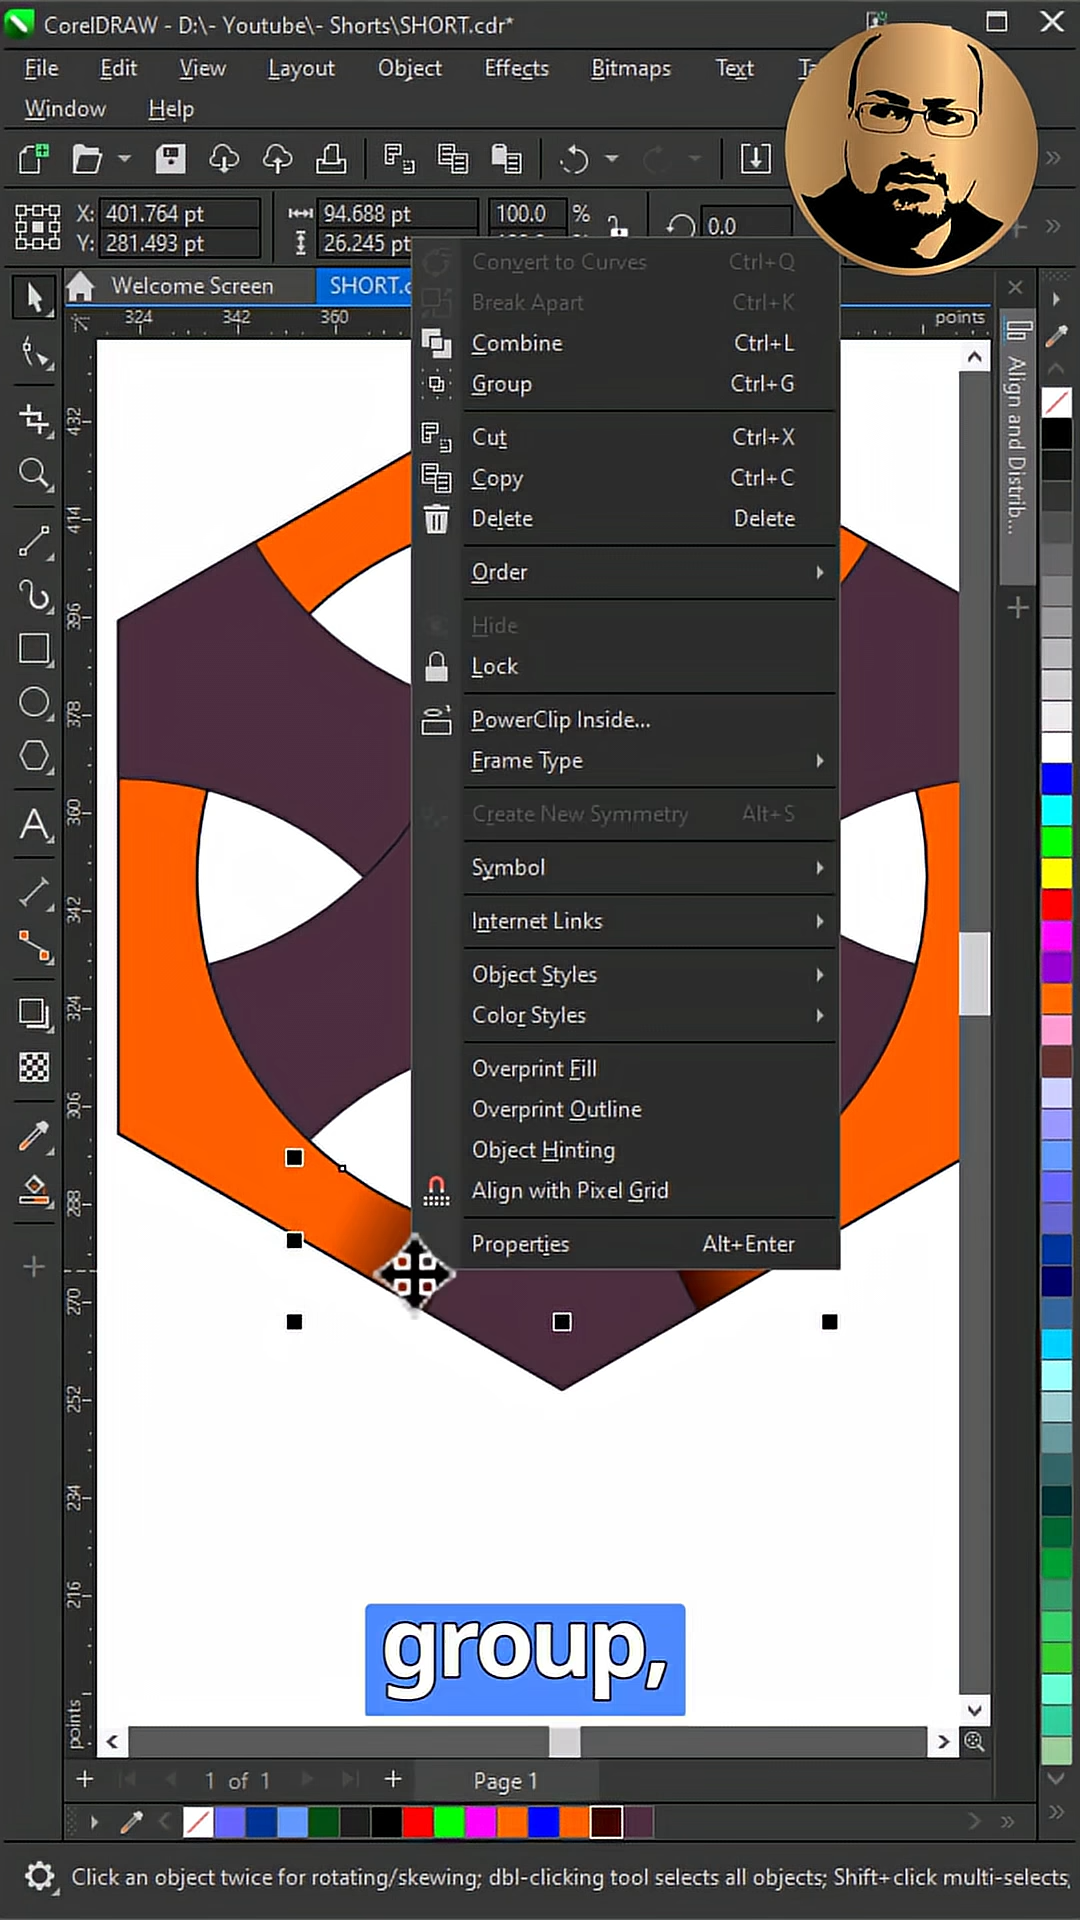 CorelDRAW - D:\- Youtube\- Shorts\SHORT.cdr*
File Edit View Layout Object Effects Bitmaps Text
Window Help
X: 401.764 pt 94.688 pt 100.0 %
Y: 281.493 pt 26.245 pt 0.0
Welcome Screen SHORT.c
324 342 360 points
Convert to Curves Ctrl+Q
Break Apart Ctrl+K
Combine Ctrl+L
Group Ctrl+G
Cut Ctrl+X
Copy Ctrl+C
Delete Delete
Order
Hide
Lock
PowerClip Inside...
Frame Type
Create New Symmetry Alt+S
Symbol
Internet Links
Object Styles
Color Styles
Overprint Fill
Overprint Outline
Object Hinting
Align with Pixel Grid
Properties Alt+Enter
Align and Distrib...
432
414
396
378
360
342
324
306
288
270
252
234
216
points
group,
1 of 1 Page 1
Click an object twice for rotating/skewing; dbl-clicking tool selects all objects; Shift+click multi-selects